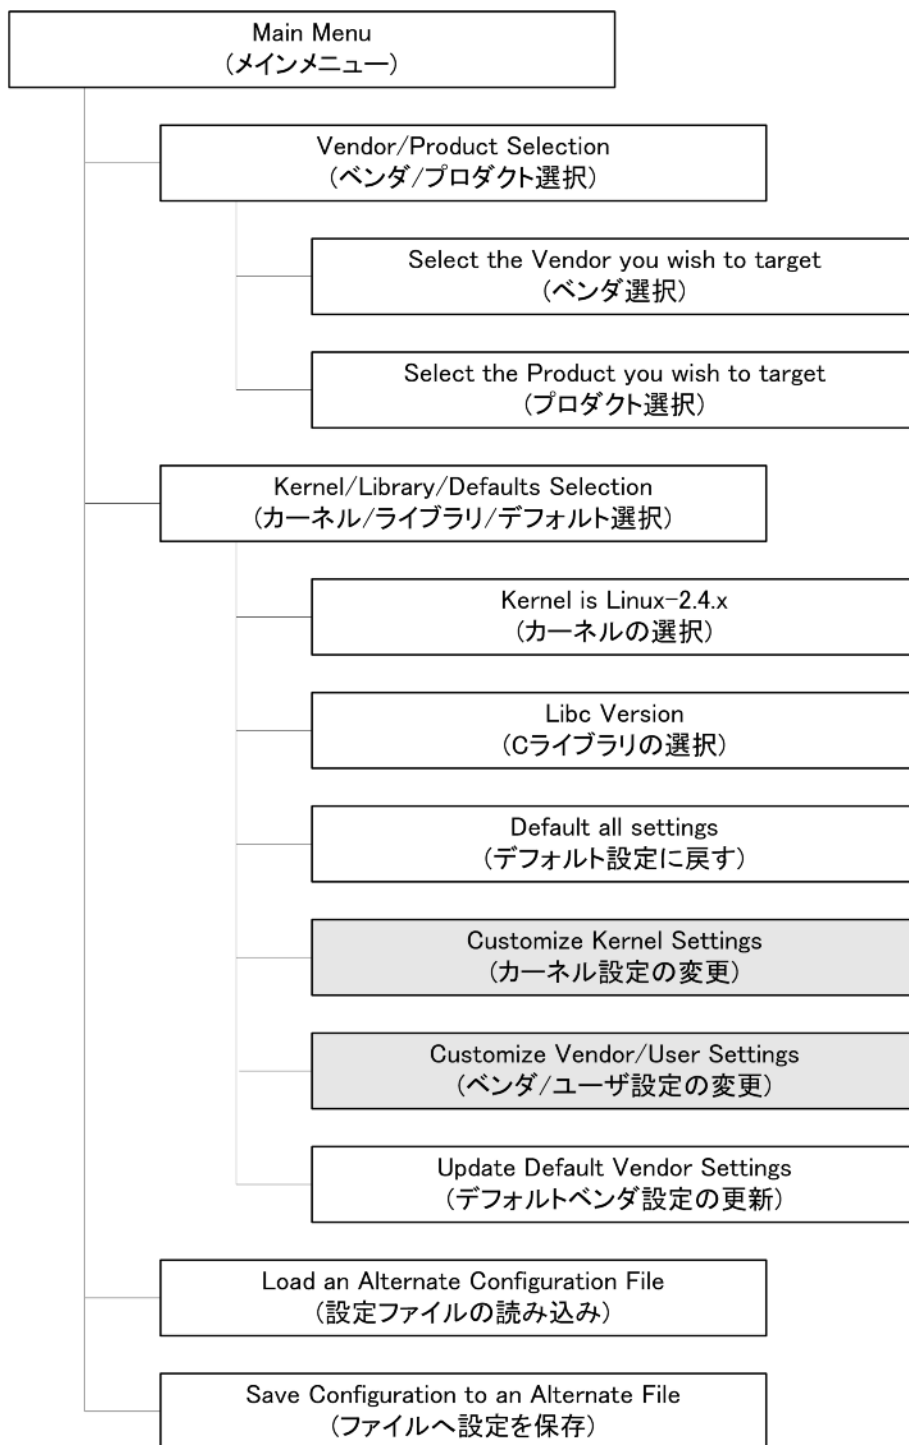 Main Menu
(メインメニュー)
Vendor/Product Selection
(ベンダ/プロダクト選択)
Select the Vendor you wish to target
(ベンダ選択)
Select the Product you wish to target
(プロダクト選択)
Kernel/Library/Defaults Selection
(カーネル/ライブラリ/デフォルト選択)
Kernel is Linux-2.4.x
(カーネルの選択)
Libc Version
(Cライブラリの選択)
Default all settings
(デフォルト設定に戻す)
Customize Kernel Settings
(カーネル設定の変更)
Customize Vendor/User Settings
(ベンダ/ユーザ設定の変更)
Update Default Vendor Settings
(デフォルトベンダ設定の更新)
Load an Alternate Configuration File
(設定ファイルの読み込み)
Save Configuration to an Alternate File
(ファイルへ設定を保存)